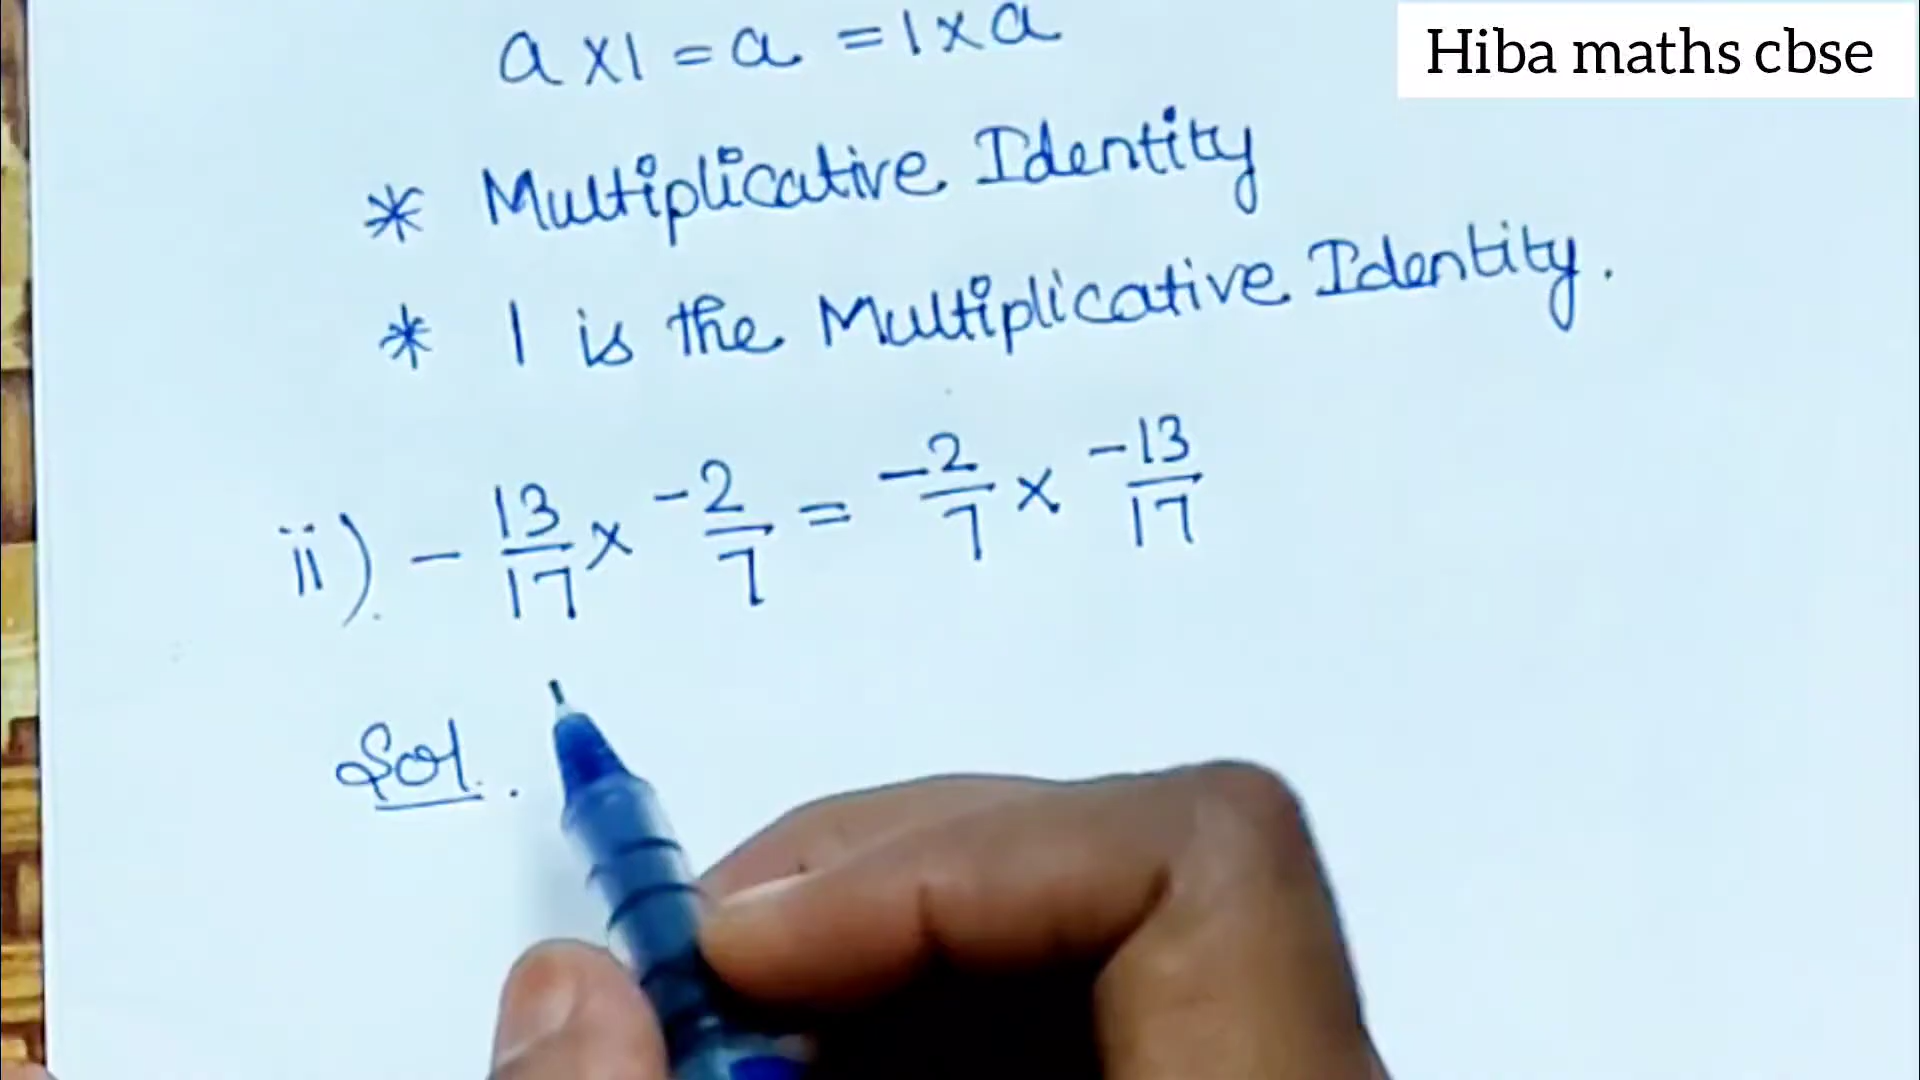 Hiba maths cbse
a × 1 = a = 1 × a
* Multiplicative Identity
* 1 is the Multiplicative Identity.
ii). - 13/17 × -2/7 = -2/7 × -13/17
Sol. .